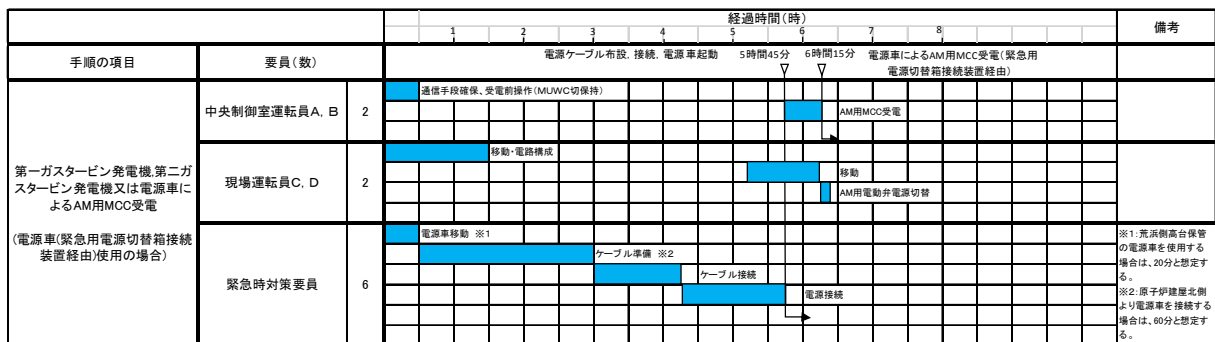 経過時間(時)
備考
1 2 3 4 5 6 7 8
手順の項目
要員(数)
電源ケーブル布設、接続、電源車起動
5時間45分
6時間15分
電源車によるAM用MCC受電(緊急用
電源切替箱接続装置経由)
第一ガスタービン発電機,第二ガ
スタービン発電機又は電源車に
よるAM用MCC受電
(電源車(緊急用電源切替箱接続
装置経由)使用の場合)
中央制御室運転員A, B
2
通信手段確保、受電前操作(MUWC切保持)
AM用MCC受電
現場運転員C, D
2
移動・電路構成
移動
AM用電動弁電源切替
緊急時対策要員
6
電源車移動 ※1
ケーブル準備 ※2
ケーブル接続
電源接続
※1:荒浜側高台保管
の電源車を使用する
場合は、20分と想定す
る。
※2:原子炉建屋北側
より電源車を接続する
場合は、60分と想定す
る。